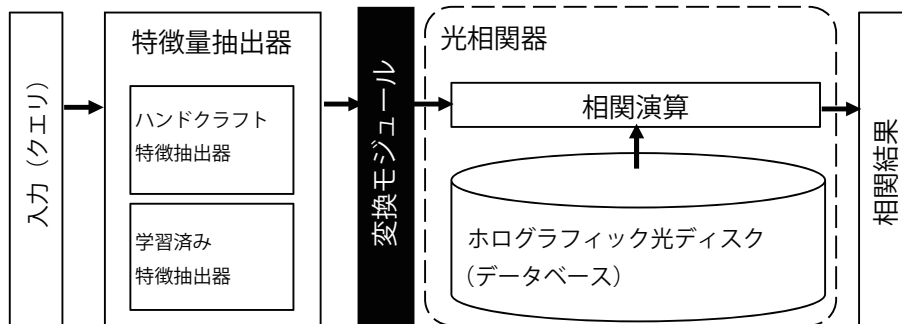 入力（クエリ）
特徴量抽出器
ハンドクラフト
特徴抽出器
学習済み
特徴抽出器
変換モジュール
光相関器
相関演算
ホログラフィック光ディスク
（データベース）
相関結果